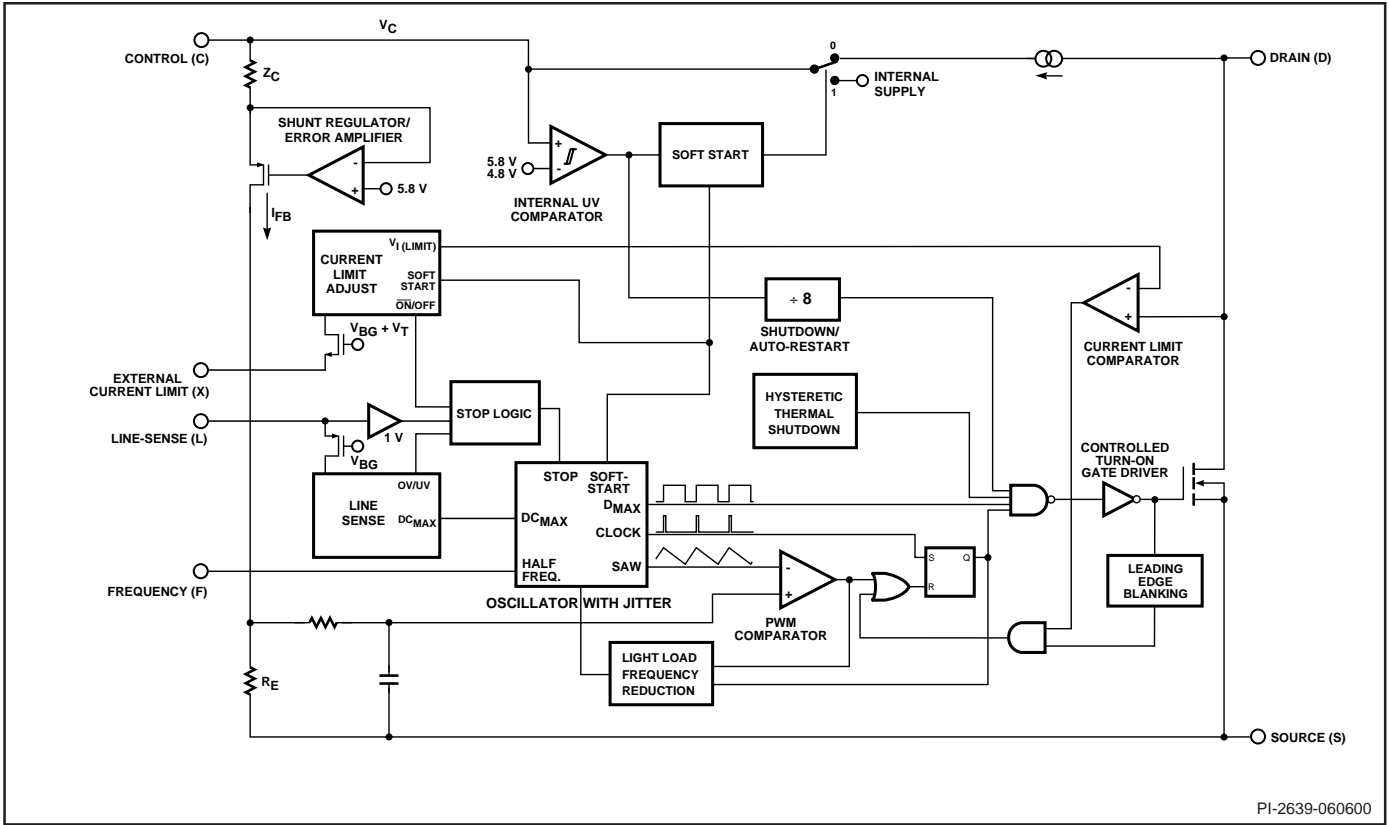 V_C
0
CONTROL (C)
DRAIN (D)
Z_C
INTERNAL
SUPPLY
1
SHUNT REGULATOR/
ERROR AMPLIFIER
-
+
5.8 V
+
-
5.8 V
4.8 V
INTERNAL UV
COMPARATOR
SOFT START
I_FB
V_I (LIMIT)
CURRENT
LIMIT
ADJUST
SOFT
START
ON/OFF
÷ 8
SHUTDOWN/
AUTO-RESTART
-
+
CURRENT LIMIT
COMPARATOR
V_BG + V_T
EXTERNAL
CURRENT LIMIT (X)
HYSTERETIC
THERMAL
SHUTDOWN
STOP LOGIC
LINE-SENSE (L)
1 V
V_BG
CONTROLLED
TURN-ON
GATE DRIVER
STOP
SOFT-
START
OV/UV
LINE
SENSE
DC_MAX
DC_MAX
D_MAX
CLOCK
HALF
FREQ.
SAW
S
Q
R
-
+
LEADING
EDGE
BLANKING
FREQUENCY (F)
OSCILLATOR WITH JITTER
PWM
COMPARATOR
LIGHT LOAD
FREQUENCY
REDUCTION
R_E
SOURCE (S)
PI-2639-060600